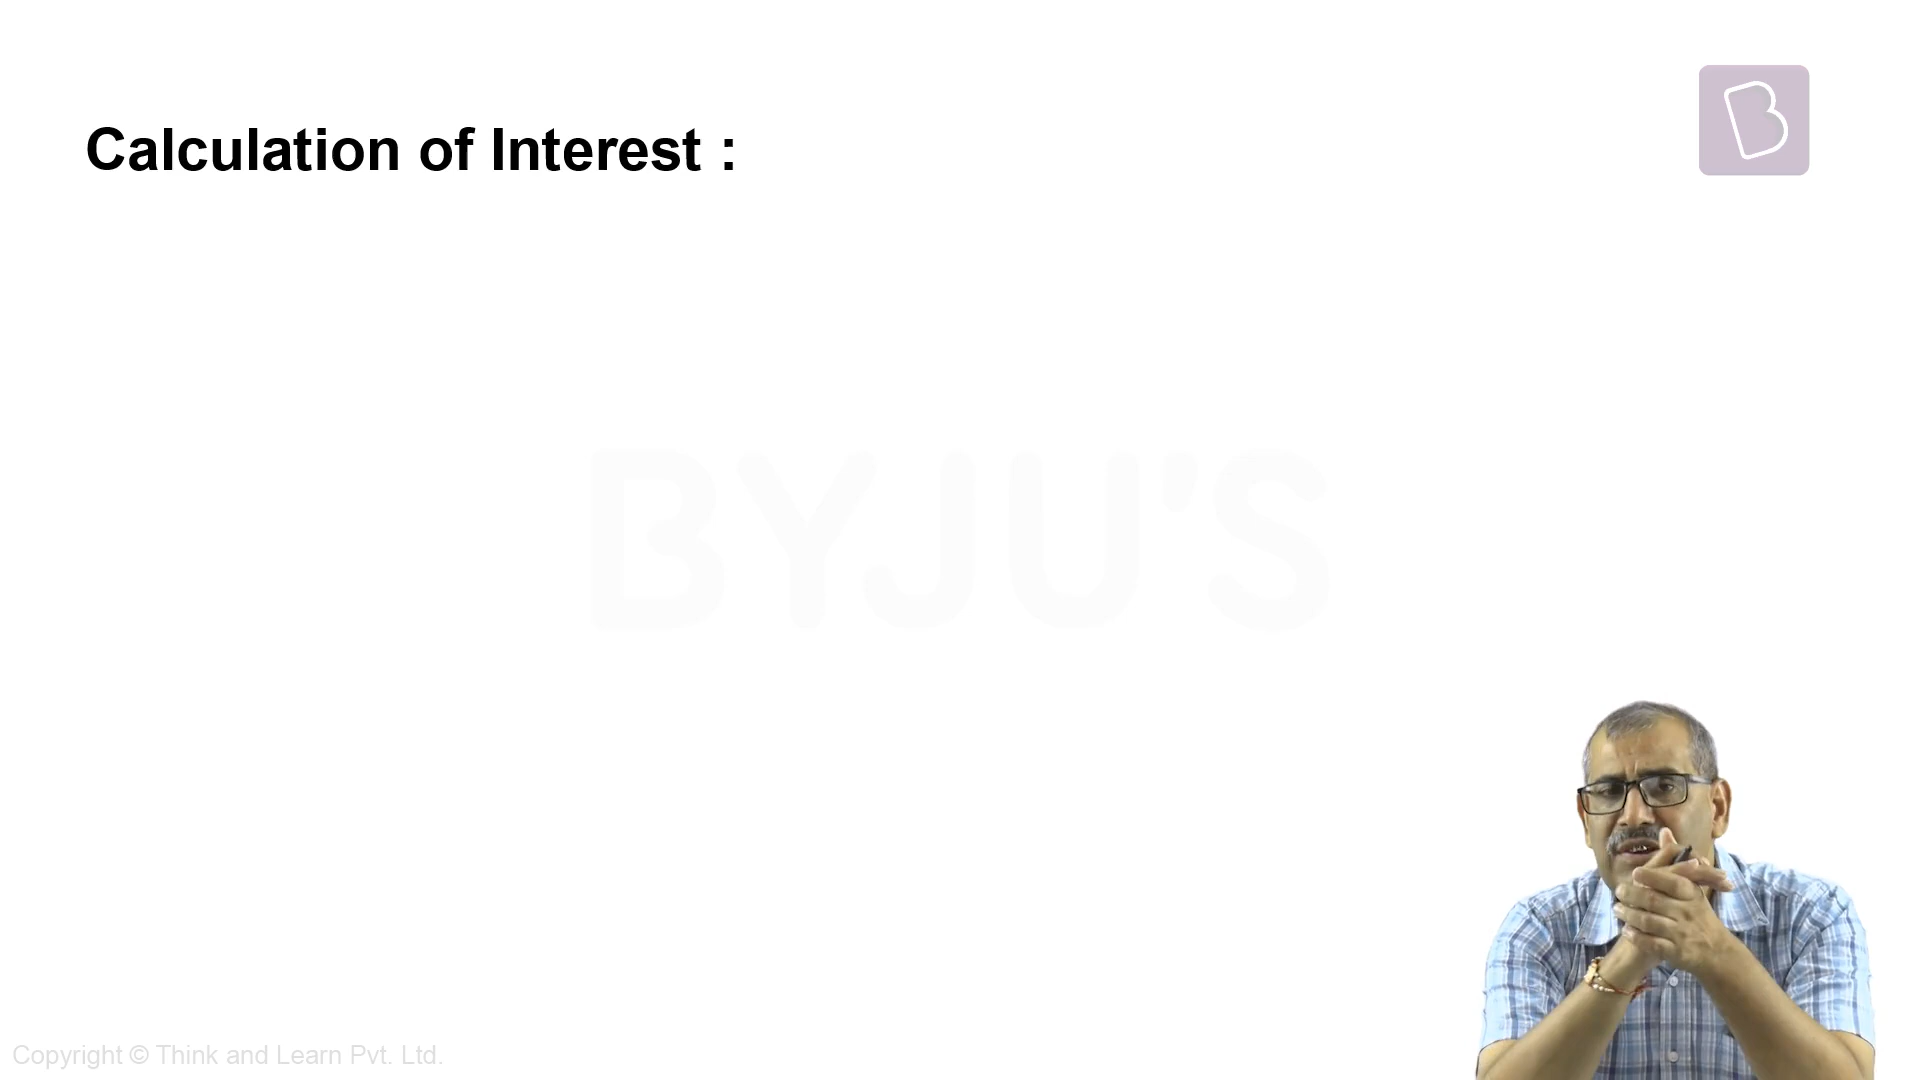 Calculation of Interest :
BYJU'S
Copyright © Think and Learn Pvt. Ltd.